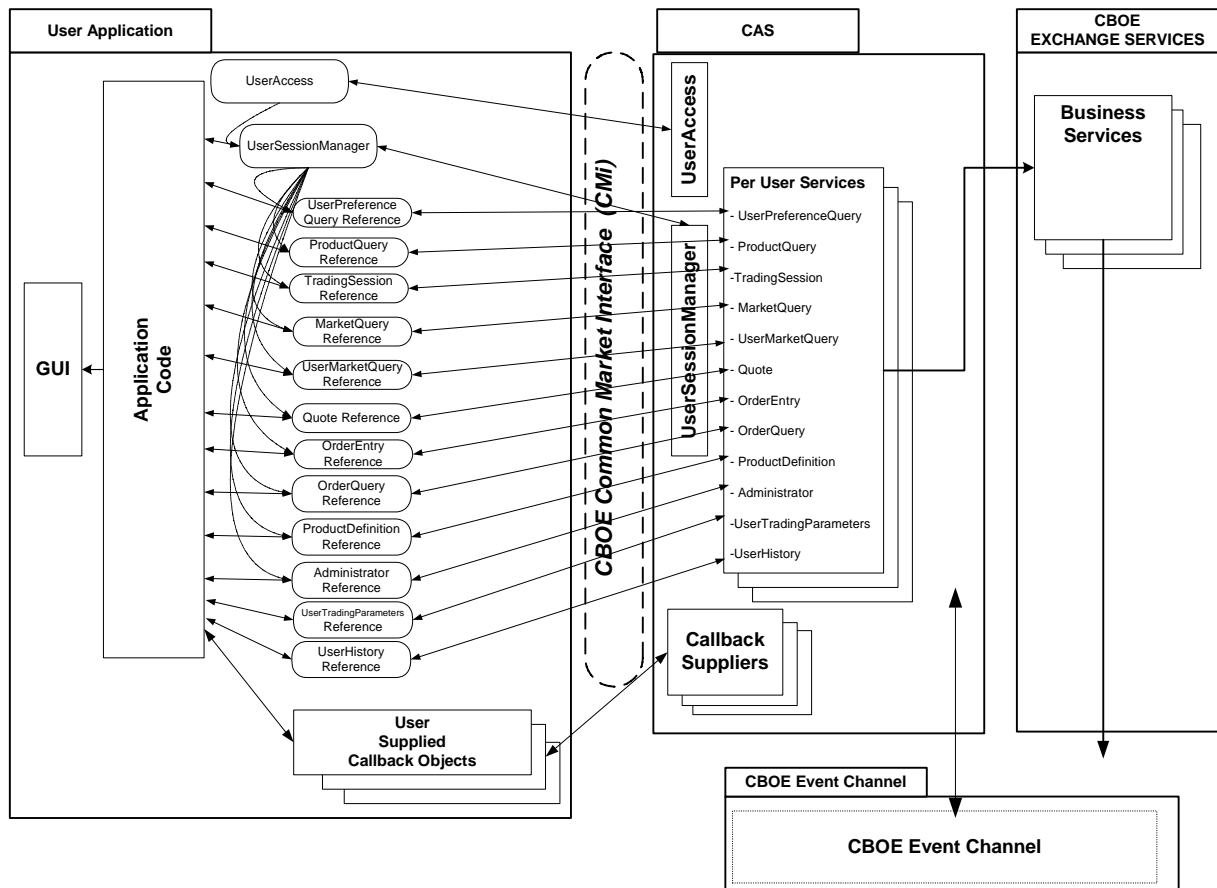 User Application
CAS
CBOE
EXCHANGE SERVICES
UserAccess
UserSessionManager
UserPreference
Query Reference
ProductQuery
Reference
TradingSession
Reference
MarketQuery
Reference
UserMarketQuery
Reference
Quote Reference
OrderEntry
Reference
OrderQuery
Reference
ProductDefinition
Reference
Administrator
Reference
UserTradingParameters
Reference
UserHistory
Reference
GUI
Application
Code
User
Supplied
Callback Objects
CBOE Common Market Interface (CMi)
UserAccess
UserSessionManager
Per User Services
- UserPreferenceQuery
- ProductQuery
-TradingSession
- MarketQuery
- UserMarketQuery
- Quote
- OrderEntry
- OrderQuery
- ProductDefinition
- Administrator
-UserTradingParameters
-UserHistory
Callback
Suppliers
Business
Services
CBOE Event Channel
CBOE Event Channel